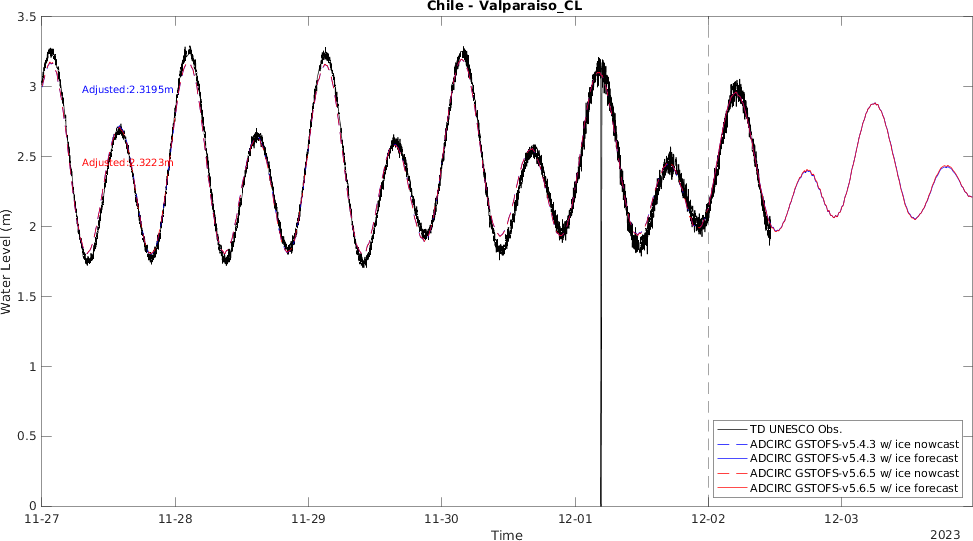 Chile - Valparaiso_CL
3.5
3
2.5
2
1.5
1
0.5
0
Water Level (m)
Adjusted:2.3195m
Adjusted:2.3223m
TD UNESCO Obs.
ADCIRC GSTOFS-v5.4.3 w/ ice nowcast
ADCIRC GSTOFS-v5.4.3 w/ ice forecast
ADCIRC GSTOFS-v5.6.5 w/ ice nowcast
ADCIRC GSTOFS-v5.6.5 w/ ice forecast
11-27 11-28 11-29 11-30 12-01 12-02 12-03
Time
2023